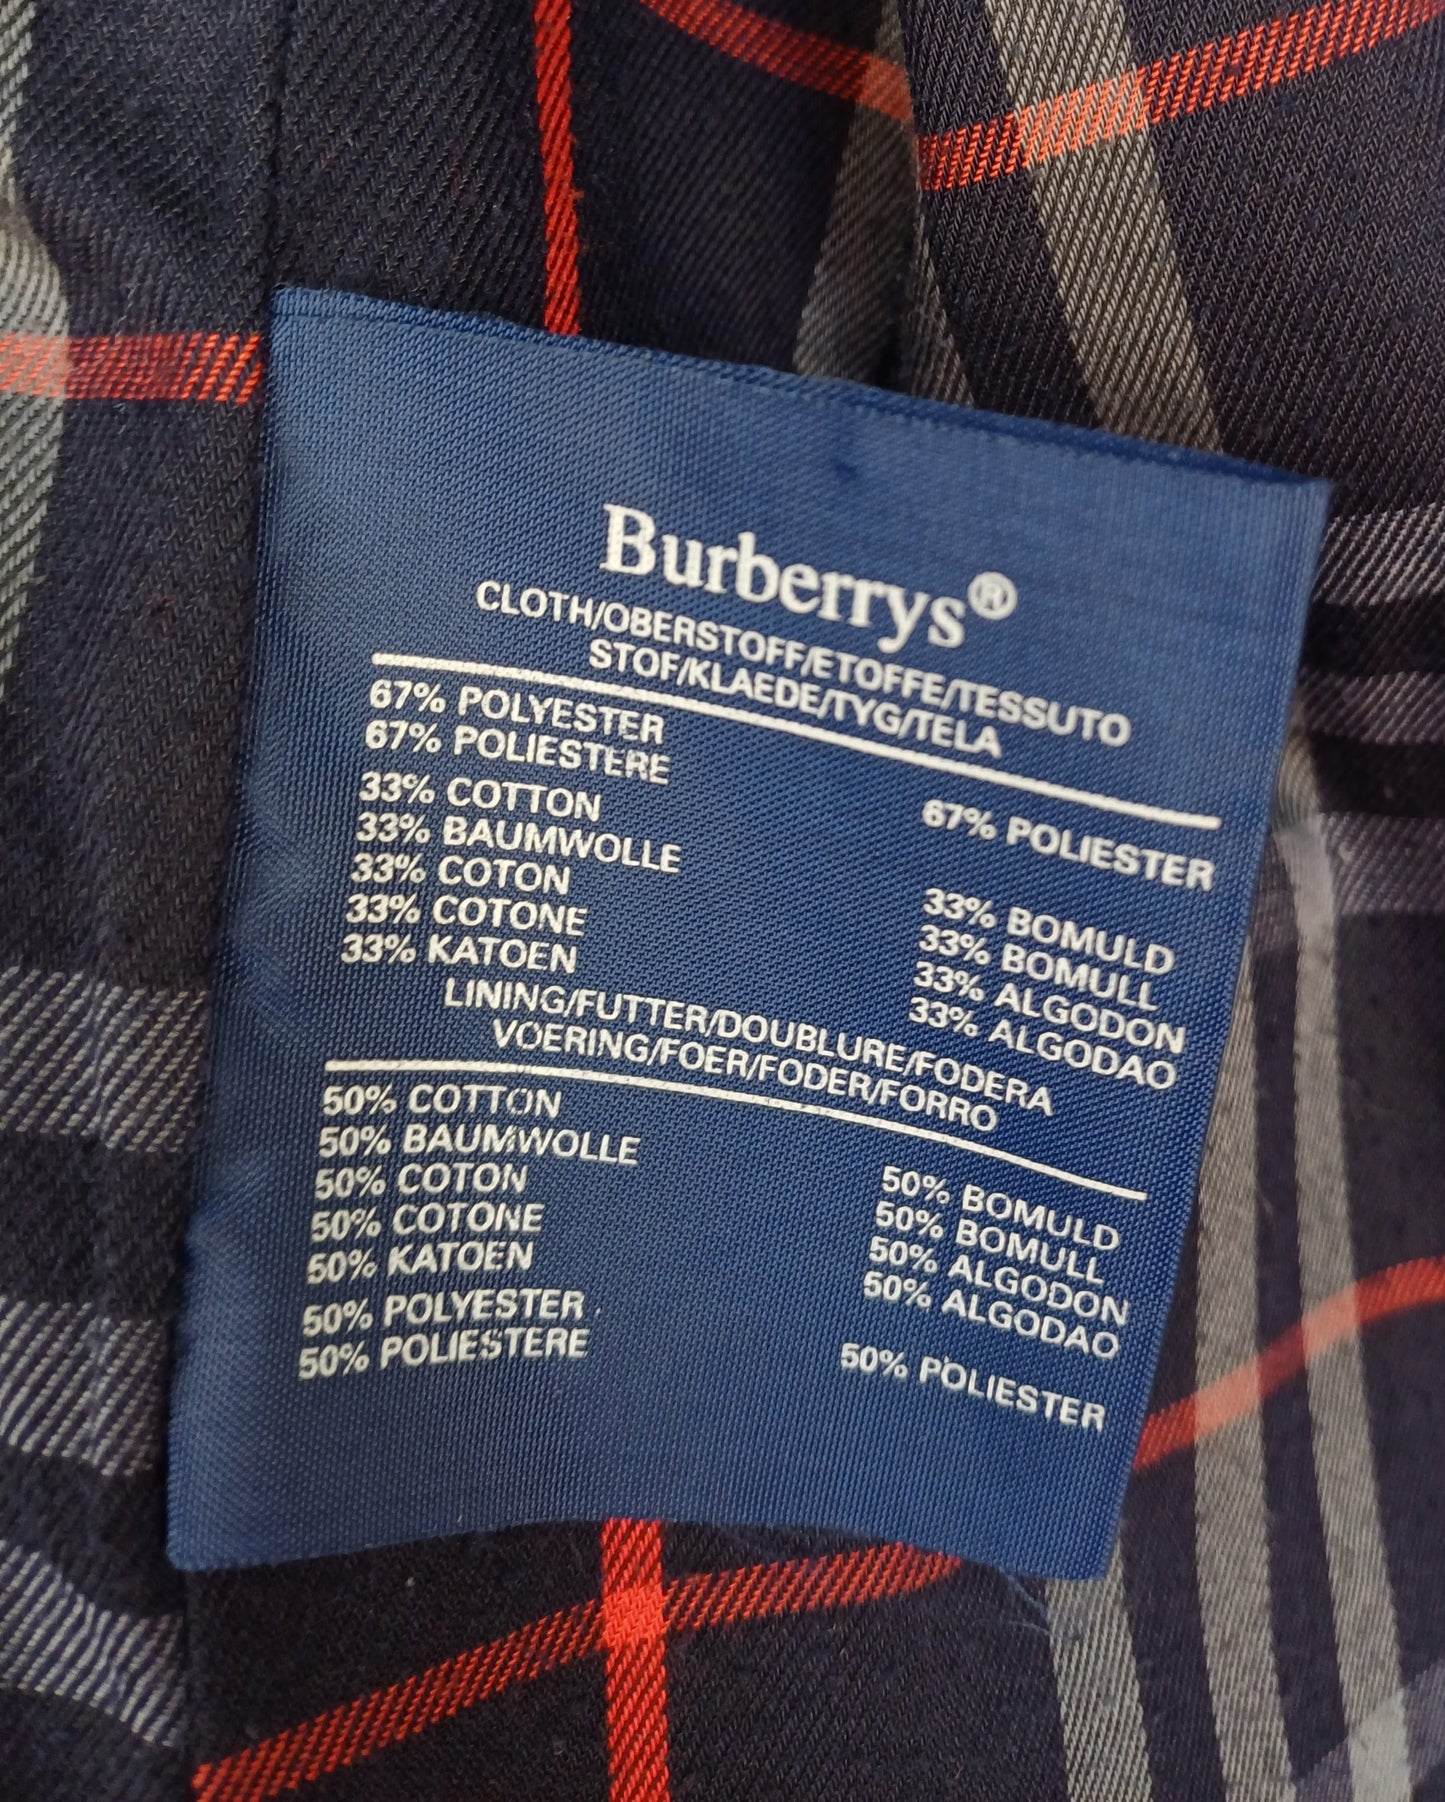 Burberrys®
CLOTH/OBERSTOFF/ETOFFE/TESSUTO
STOF/KLAEDE/TYG/TELA
67% POLYESTER
67% POLIESTERE
67% POLIESTER
33% COTTON
33% BAUMWOLLE
33% COTON
33% COTONE
33% KATOEN
33% BOMULD
33% BOMULL
33% ALGODON
33% ALGODAO
LINING/FUTTER/DOUBLURE/FODERA
VOERING/FOER/FODER/FORRO
50% COTTON
50% BAUMWOLLE
50% COTON
50% COTONE
50% KATOEN
50% BOMULD
50% BOMULL
50% ALGODON
50% ALGODAO
50% POLYESTER
50% POLIESTERE
50% POLIESTER